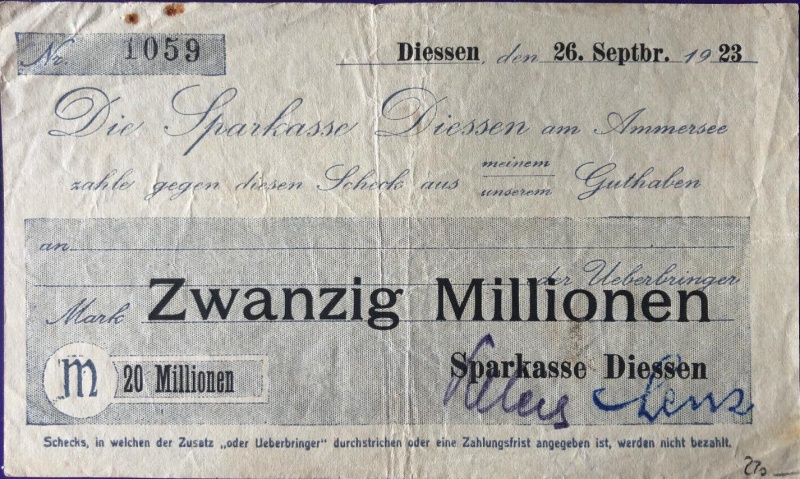 Nr. 1059
Diessen, den 26. Septbr. 1923
Die Sparkasse Diessen am Ammersee
zahle gegen diesen Scheck aus meinem
unserem Guthaben
an
oder Ueberbringer
Mark Zwanzig Millionen
M 20 Millionen
Sparkasse Diessen
Lenz
Schecks, in welchen der Zusatz „oder Ueberbringer" durchstrichen oder eine Zahlungsfrist angegeben ist, werden nicht bezahlt.